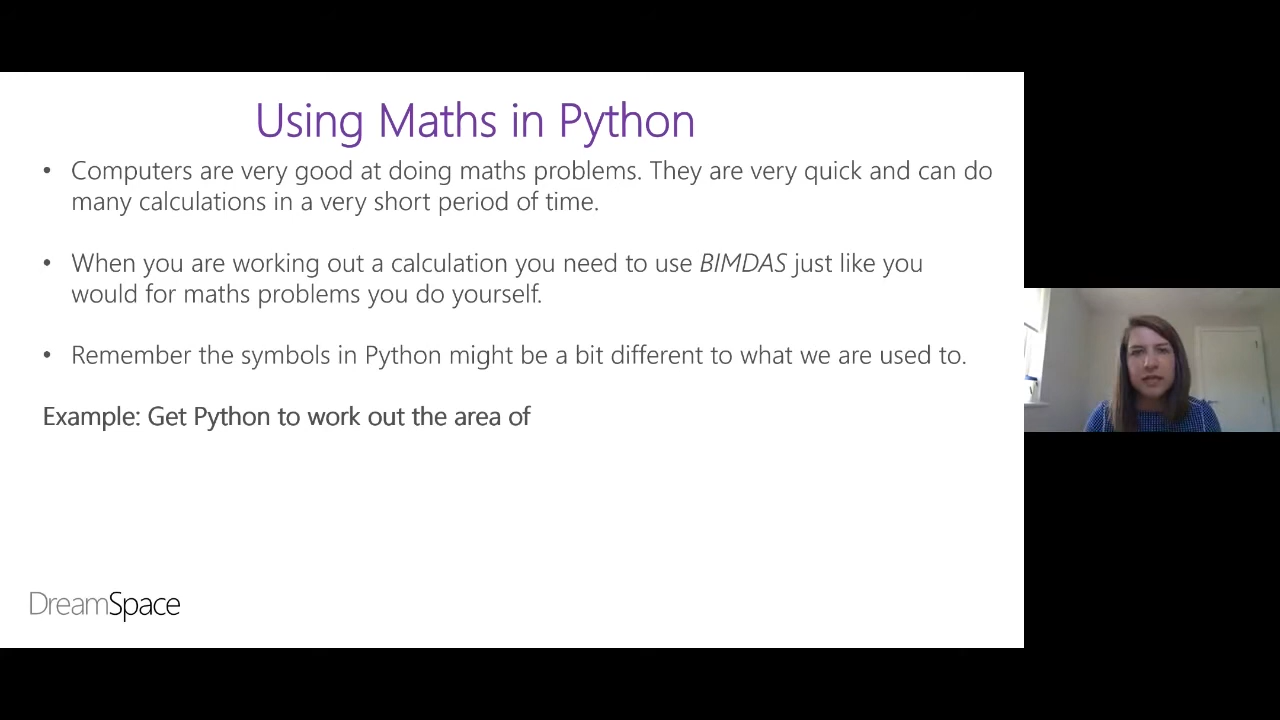 Using Maths in Python
• Computers are very good at doing maths problems. They are very quick and can do
many calculations in a very short period of time.
• When you are working out a calculation you need to use BIMDAS just like you
would for maths problems you do yourself.
• Remember the symbols in Python might be a bit different to what we are used to.
Example: Get Python to work out the area of
DreamSpace